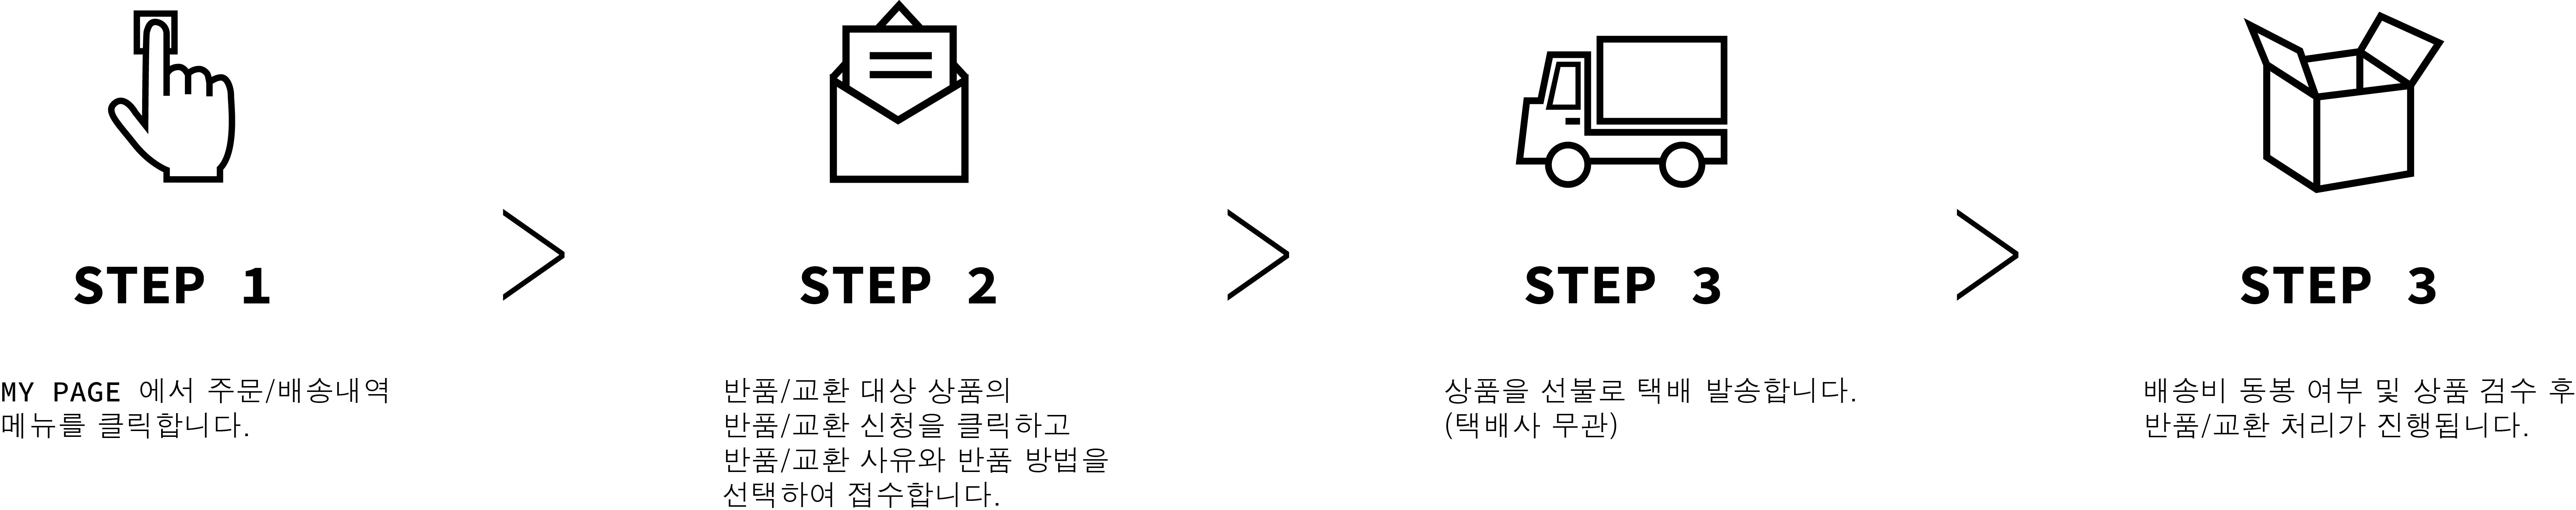 STEP 1
MY PAGE 에서 주문/배송내역
메뉴를 클릭합니다.
STEP 2
반품/교환 대상 상품의
반품/교환 신청을 클릭하고
반품/교환 사유와 반품 방법을
선택하여 접수합니다.
STEP 3
상품을 선불로 택배 발송합니다.
(택배사 무관)
STEP 3
배송비 동봉 여부 및 상품 검수 후
반품/교환 처리가 진행됩니다.